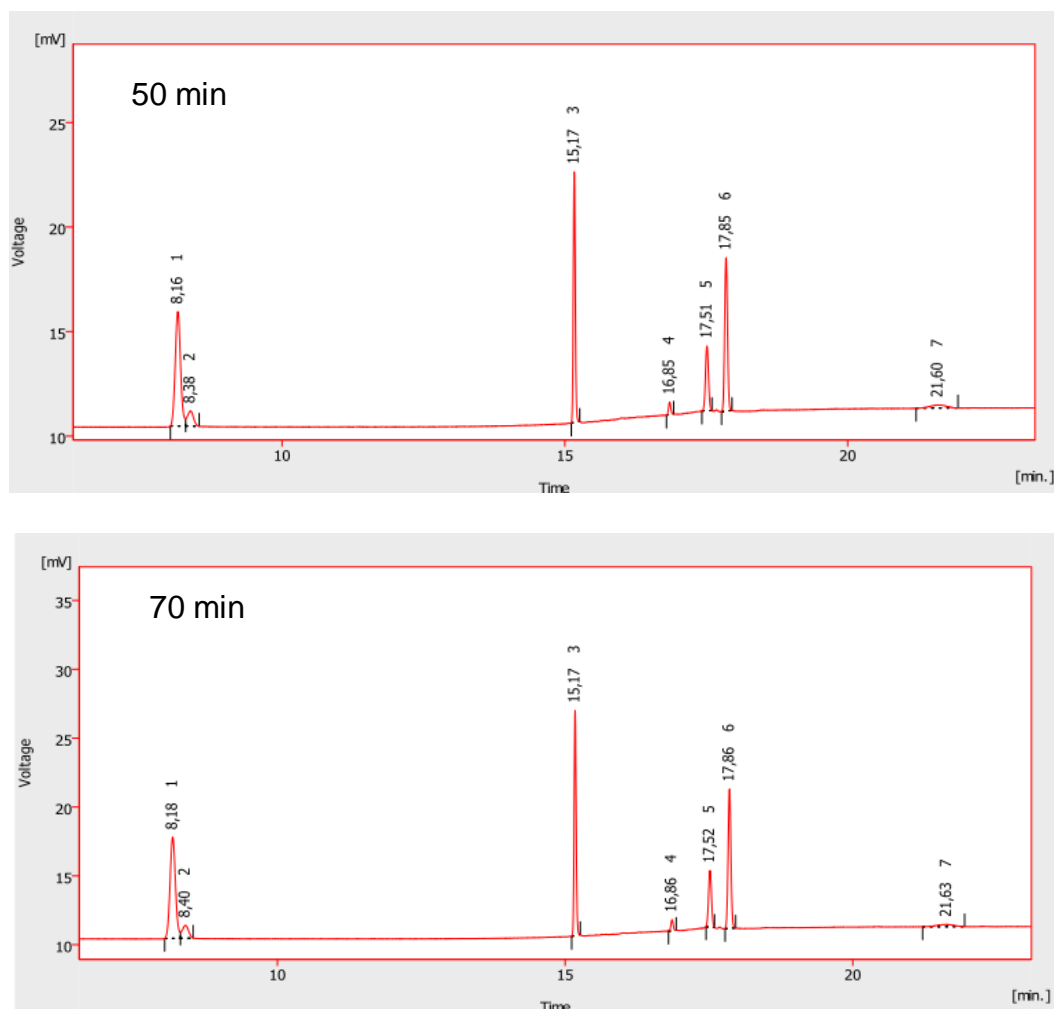 [mV]
50 min
25
20
15
10
Voltage
8,16 1
8,38 2
15,17 3
16,85 4
17,51 5
17,85 6
21,60 7
10 15 20
Time
[min.]
[mV]
70 min
35
30
25
20
15
10
Voltage
8,18 1
8,40 2
15,17 3
16,86 4
17,52 5
17,86 6
21,63 7
10 15 20
Time
[min.]